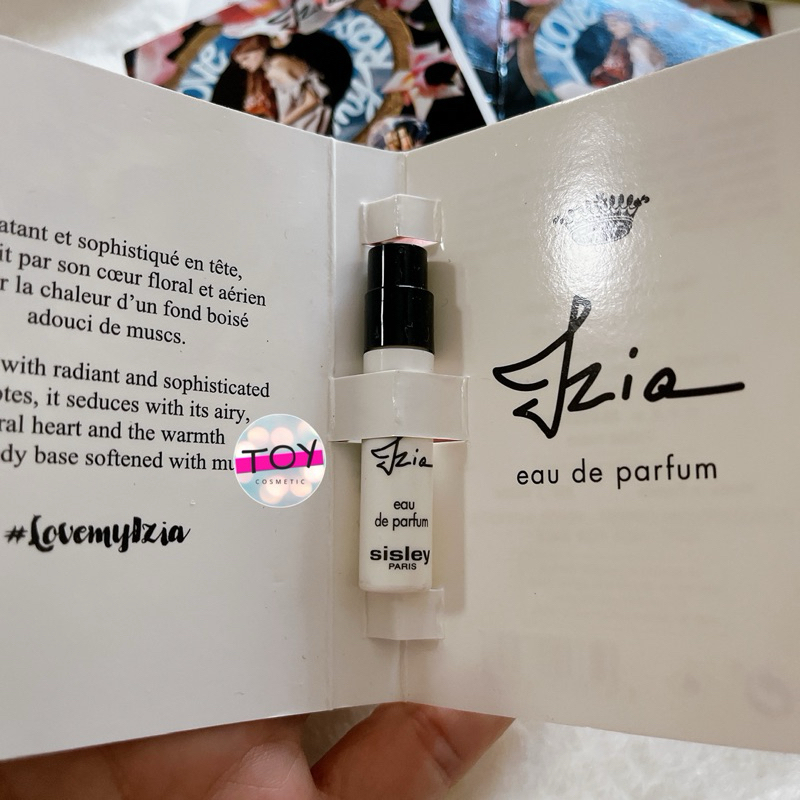 Love
atant et sophistiqué en tête,
it par son cœur floral et aérien
r la chaleur d'un fond boisé
adouci de muscs.
with radiant and sophisticated
otes, it seduces with its airy,
ral heart and the warmth
dy base softened with mu
#LovemyIzia
TOY
COSMETIC
Izia
eau
de parfum
sisley
PARIS
Izia
eau de parfum